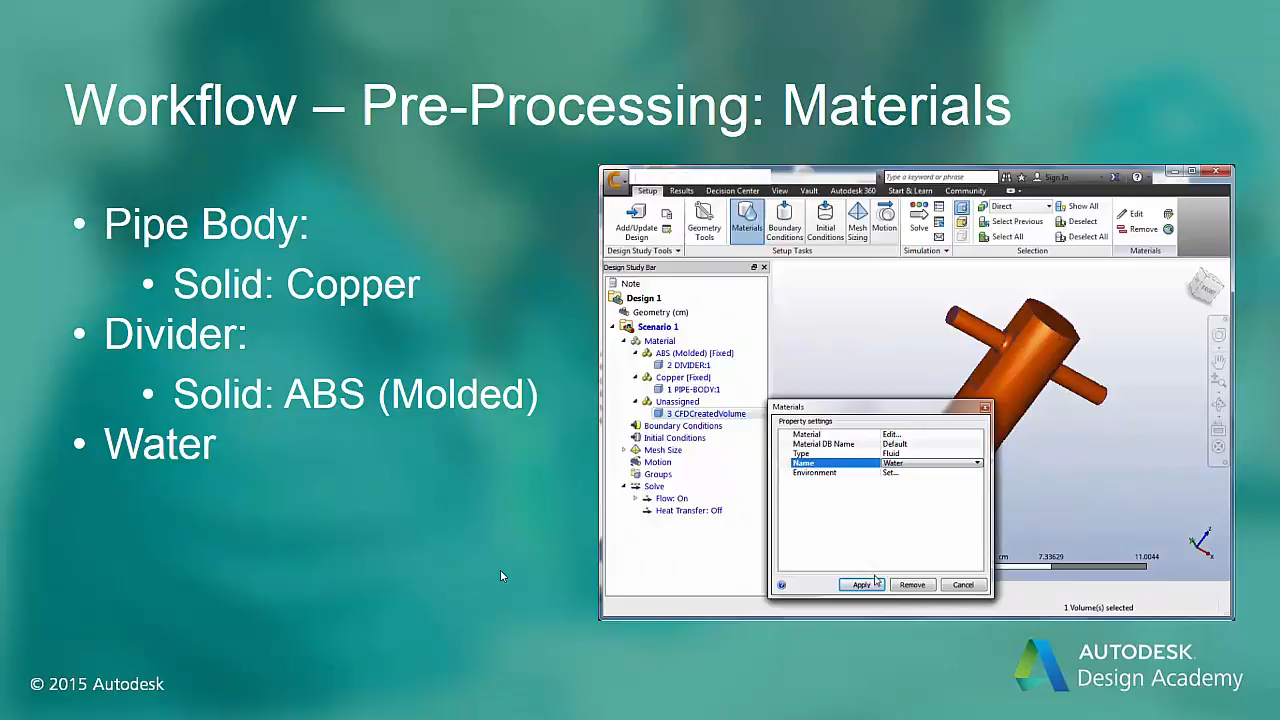 Workflow – Pre-Processing: Materials
• Pipe Body:
• Solid: Copper
• Divider:
• Solid: ABS (Molded)
• Water
Type a keyword or phrase
Sign In
Setup Results Decision Center View Vault Autodesk 360 Start & Learn Community
Add/Update Design
Geometry Tools
Materials
Boundary Conditions
Initial Conditions
Mesh Sizing
Motion
Solve
Direct
Select Previous
Select All
Show All
Deselect
Deselect All
Edit
Remove
Design Study Tools Setup Tasks Simulation Selection Materials
Design Study Bar
Note
Design 1
Geometry (cm)
Scenario 1
Material
ABS (Molded) [Fixed]
2 DIVIDER:1
Copper [Fixed]
1 PIPE-BODY:1
Unassigned
3 CFDCreatedVolume
Boundary Conditions
Initial Conditions
Mesh Size
Motion
Groups
Solve
Flow: On
Heat Transfer: Off
FRONT
Materials
Property settings
Material Edit...
Material DB Name Default
Type Fluid
Name Water
Environment Set...
Apply Remove Cancel
cm 7.33629 11.0044
1 Volume(s) selected
© 2015 Autodesk
AUTODESK.
Design Academy